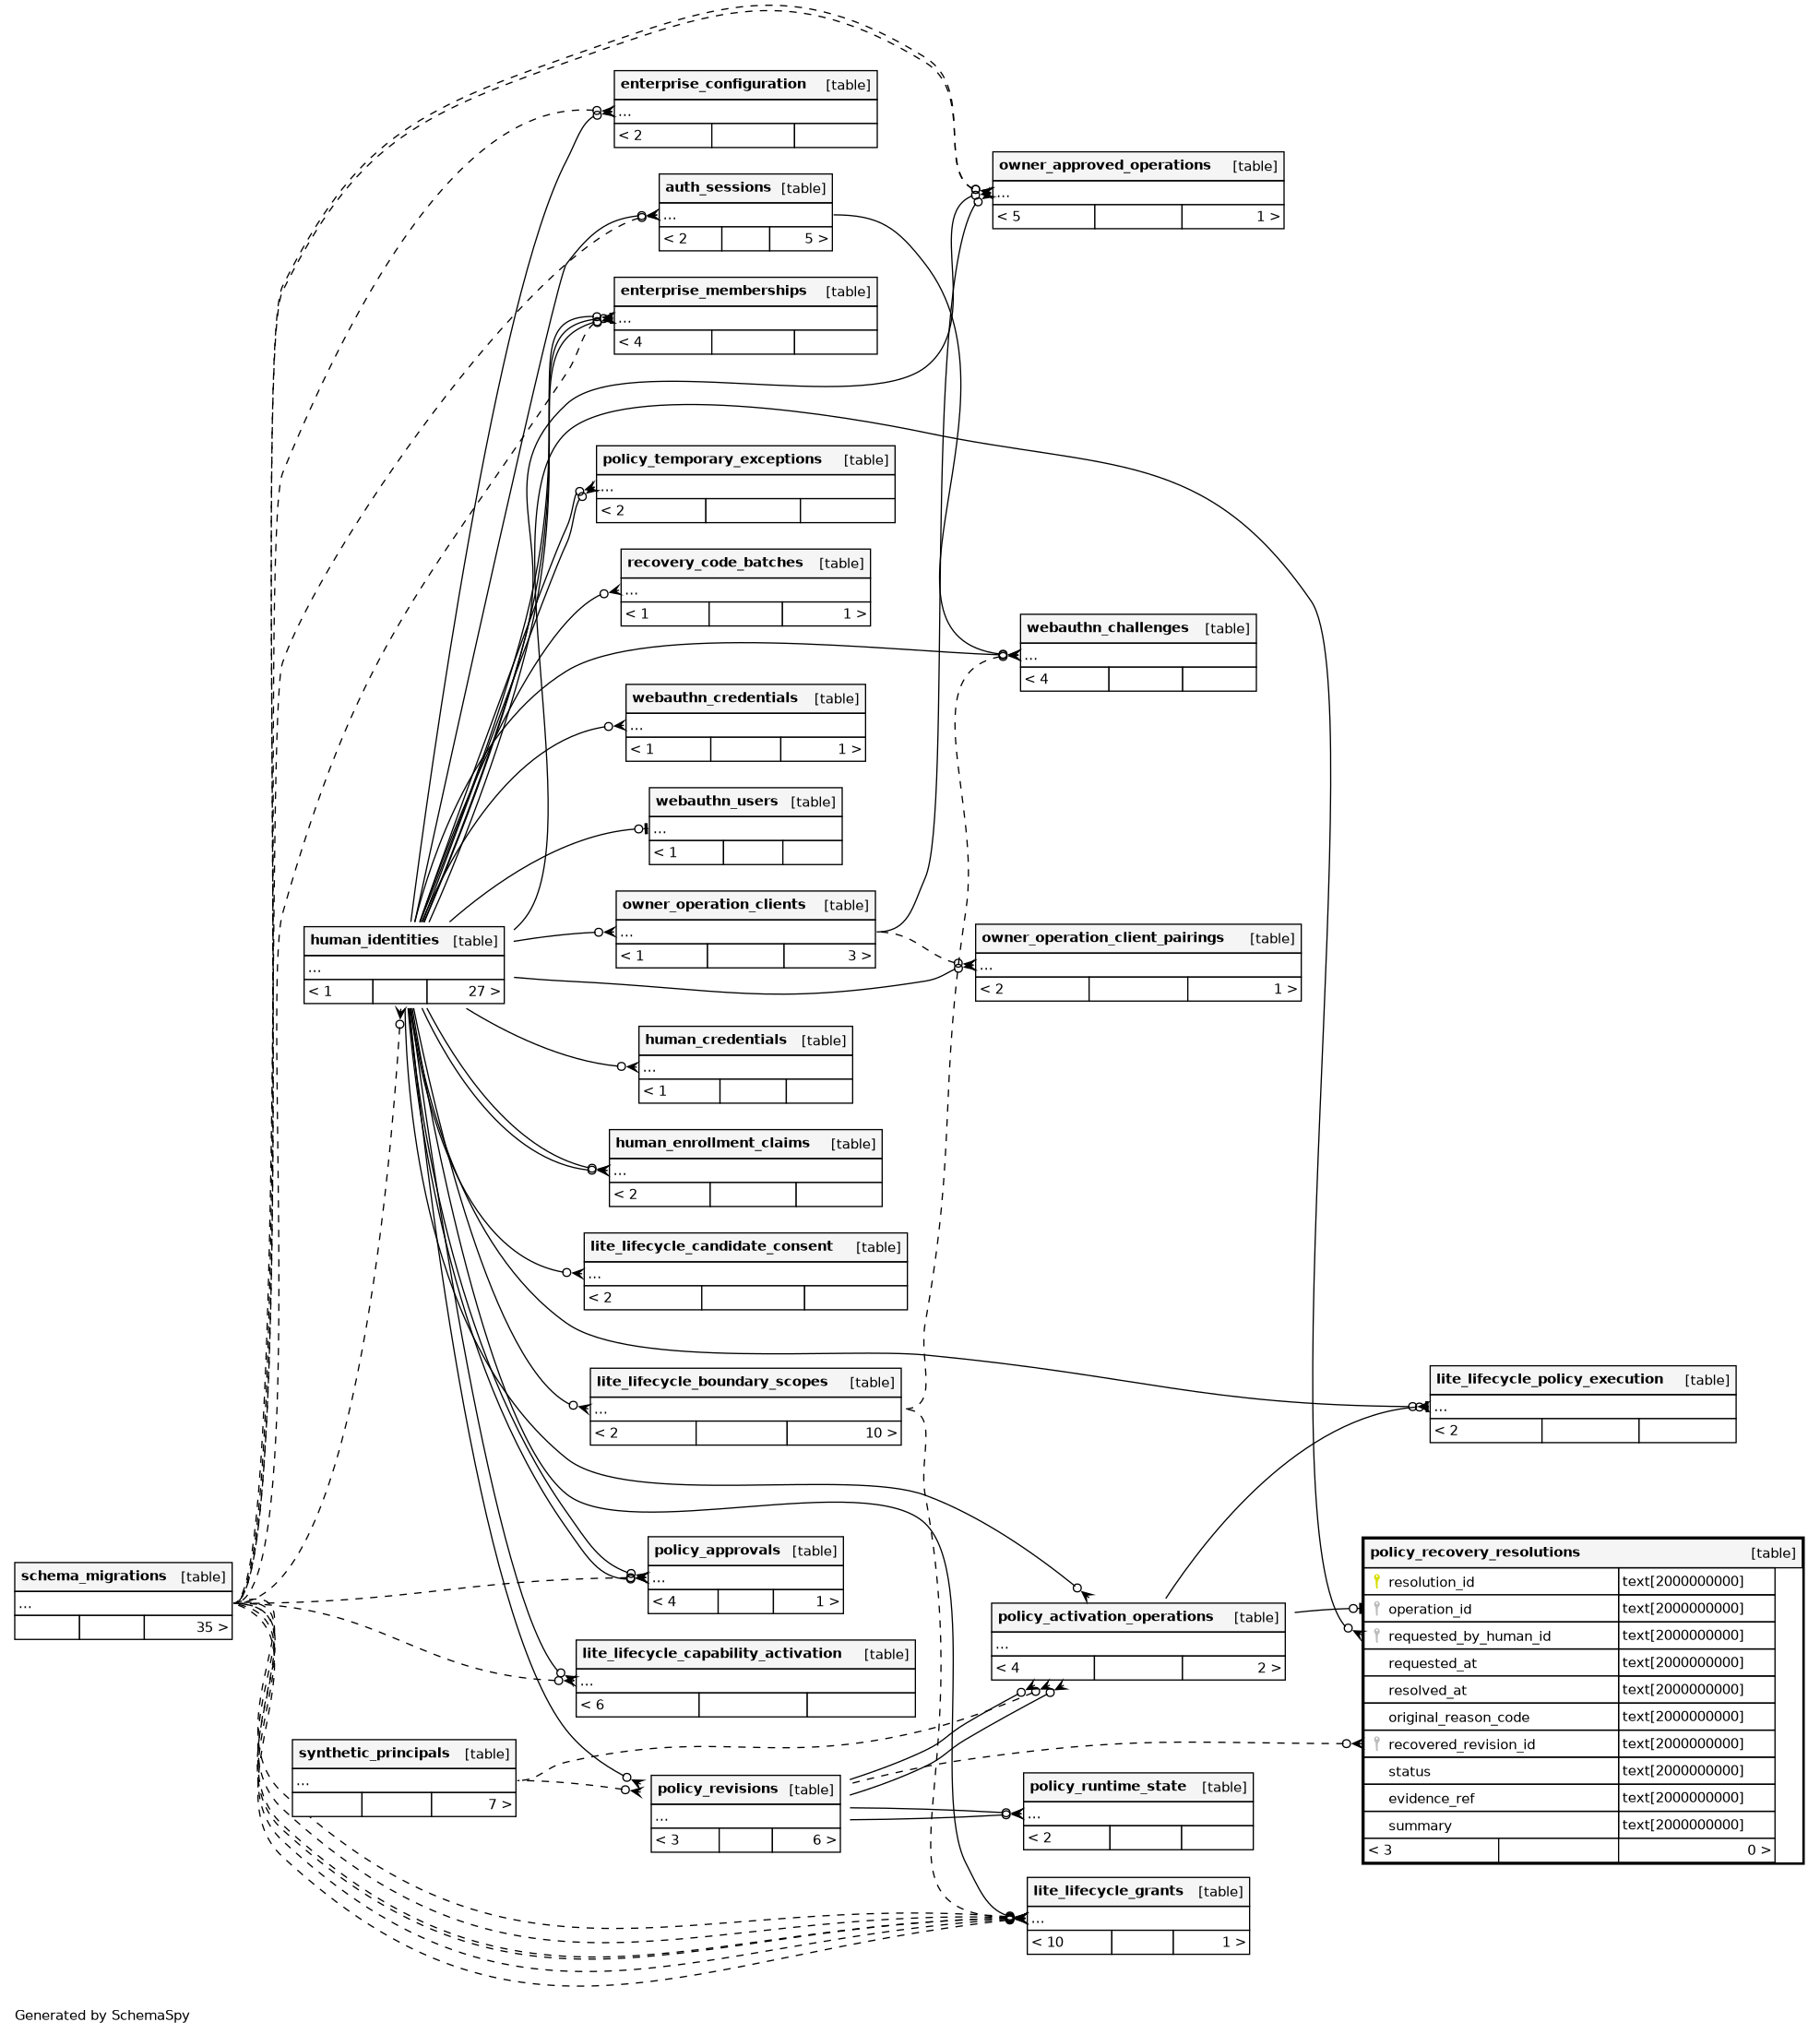 enterprise_configuration [table]
...
< 2
owner_approved_operations [table]
...
< 5 1 >
auth_sessions [table]
...
< 2 5 >
enterprise_memberships [table]
...
< 4
policy_temporary_exceptions [table]
...
< 2
recovery_code_batches [table]
...
< 1 1 >
webauthn_challenges [table]
...
< 4
webauthn_credentials [table]
...
< 1 1 >
webauthn_users [table]
...
< 1
owner_operation_clients [table]
...
< 1 3 >
human_identities [table]
...
< 1 27 >
owner_operation_client_pairings [table]
...
< 2 1 >
human_credentials [table]
...
< 1
human_enrollment_claims [table]
...
< 2
lite_lifecycle_candidate_consent [table]
...
< 2
lite_lifecycle_boundary_scopes [table]
...
< 2 10 >
lite_lifecycle_policy_execution [table]
...
< 2
policy_approvals [table]
...
< 4 1 >
schema_migrations [table]
...
35 >
policy_recovery_resolutions [table]
resolution_id text[2000000000]
operation_id text[2000000000]
requested_by_human_id text[2000000000]
requested_at text[2000000000]
resolved_at text[2000000000]
original_reason_code text[2000000000]
recovered_revision_id text[2000000000]
status text[2000000000]
evidence_ref text[2000000000]
summary text[2000000000]
< 3 0 >
policy_activation_operations [table]
...
< 4 2 >
lite_lifecycle_capability_activation [table]
...
< 6
synthetic_principals [table]
...
7 >
policy_revisions [table]
...
< 3 6 >
policy_runtime_state [table]
...
< 2
lite_lifecycle_grants [table]
...
< 10 1 >
Generated by SchemaSpy